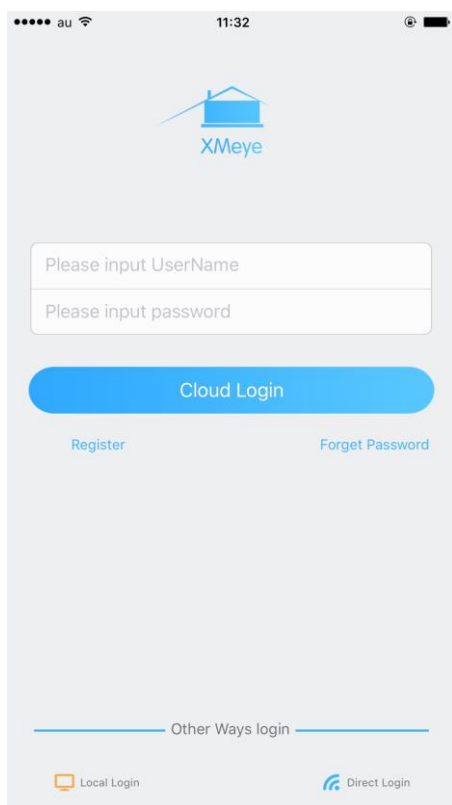 au 11:32
XMeye
Please input UserName
Please input password
Cloud Login
Register Forget Password
Other Ways login
Local Login Direct Login